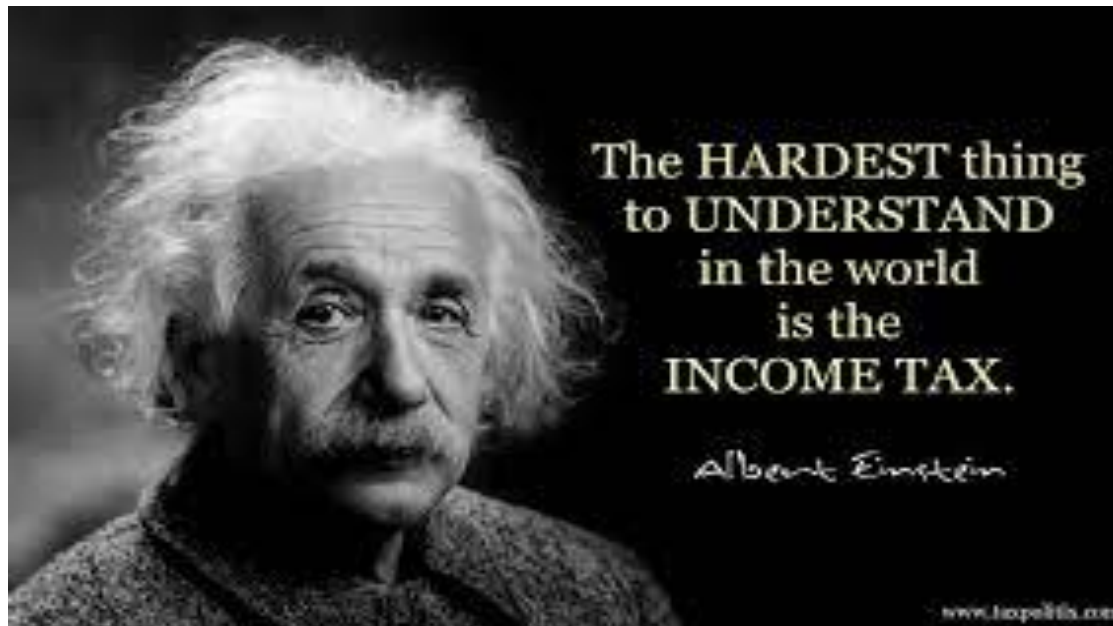 The HARDEST thing
to UNDERSTAND
in the world
is the
INCOME TAX.
Albert Einstein